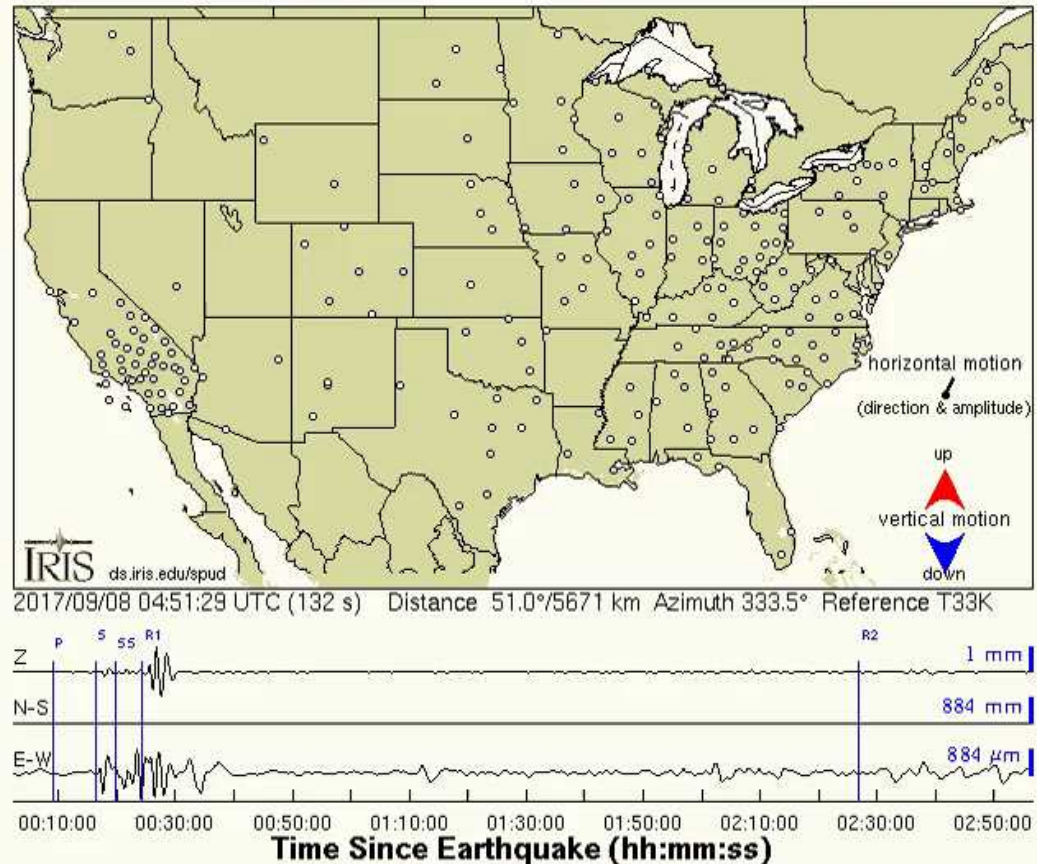 horizontal motion
(direction & amplitude)
up
vertical motion
down
IRIS ds.iris.edu/spud
2017/09/08 04:51:29 UTC (132 s) Distance 51.0°/5671 km Azimuth 333.5° Reference T33K
P S SS R1 R2
Z 1 mm
N-S 884 mm
E-W 884 µm
00:10:00 00:30:00 00:50:00 01:10:00 01:30:00 01:50:00 02:10:00 02:30:00 02:50:00
Time Since Earthquake (hh:mm:ss)